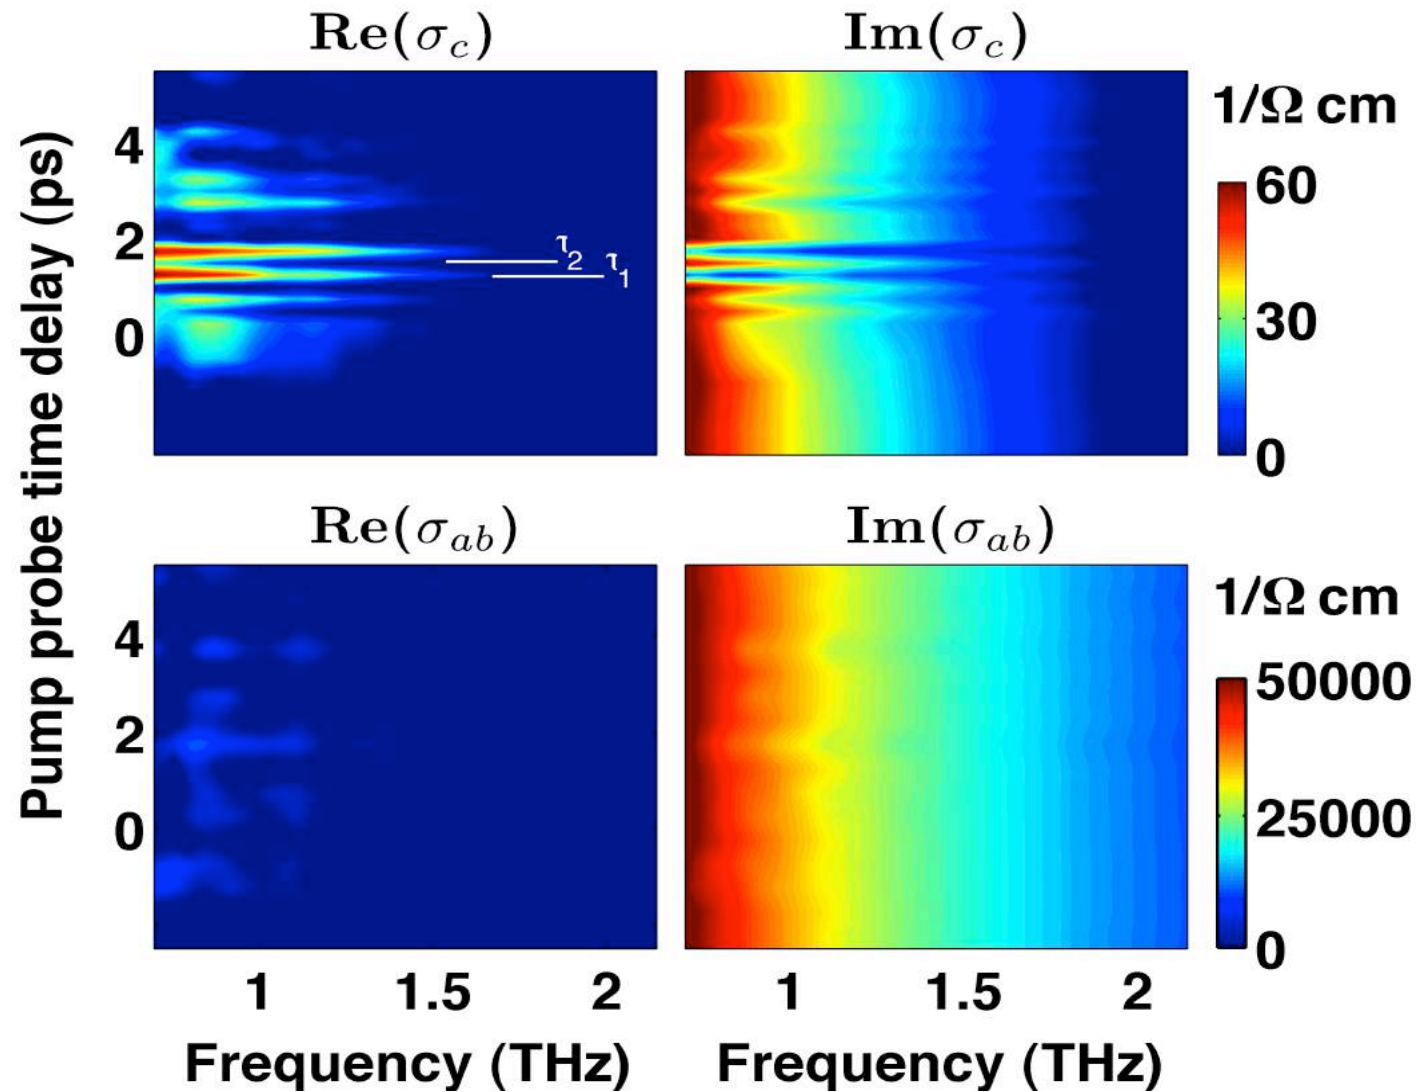 Re(σc)
Im(σc)
1/Ω cm
Pump probe time delay (ps)
4
2
0
τ2
τ1
60
30
0
Re(σab)
Im(σab)
1/Ω cm
4
2
0
50000
25000
0
1 1.5 2
1 1.5 2
Frequency (THz)
Frequency (THz)